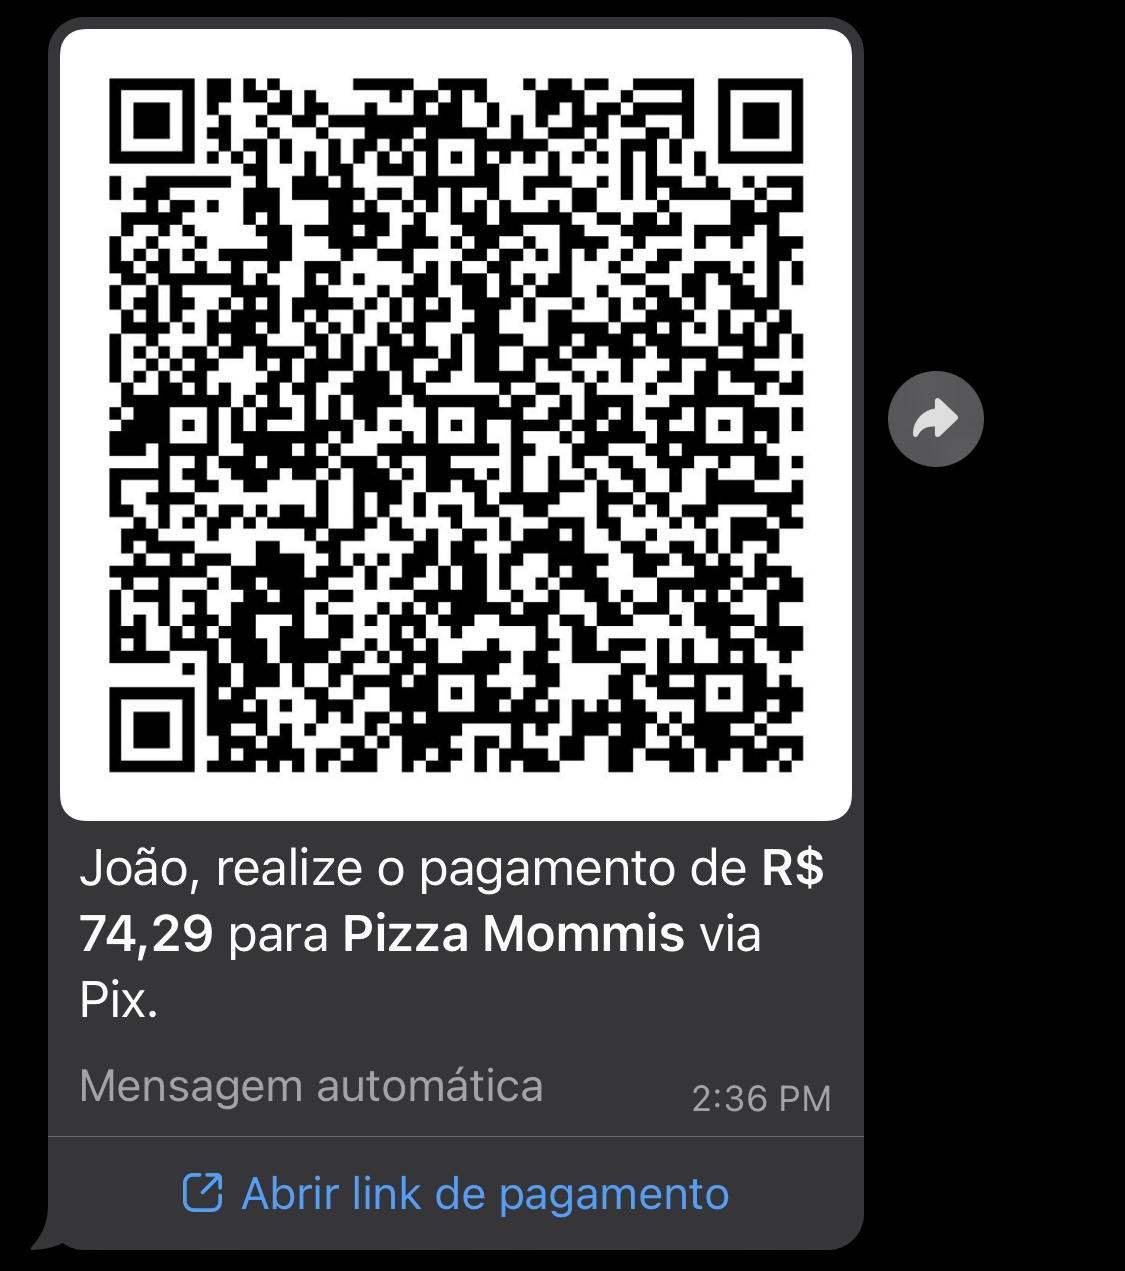 João, realize o pagamento de R$
74,29 para Pizza Mommis via
Pix.
Mensagem automática
2:36 PM
Abrir link de pagamento